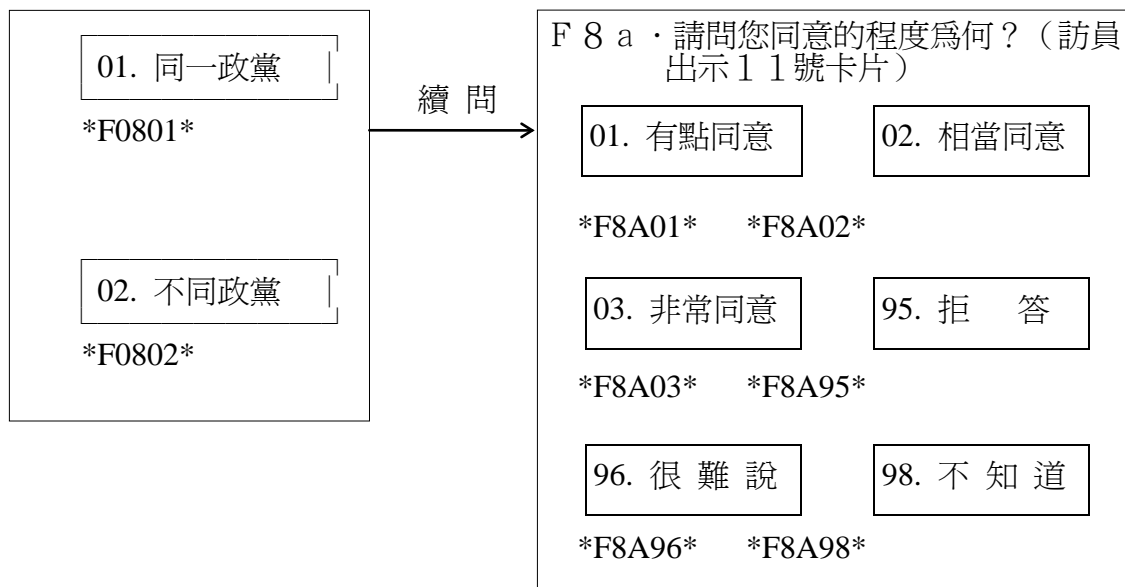 01. 同一政黨
*F0801*
02. 不同政黨
*F0802*
續 問
Ｆ８ａ．請問您同意的程度為何？（訪員
出示１１號卡片）
01. 有點同意 02. 相當同意
*F8A01* *F8A02*
03. 非常同意 95. 拒 答
*F8A03* *F8A95*
96. 很 難 說 98. 不 知 道
*F8A96* *F8A98*